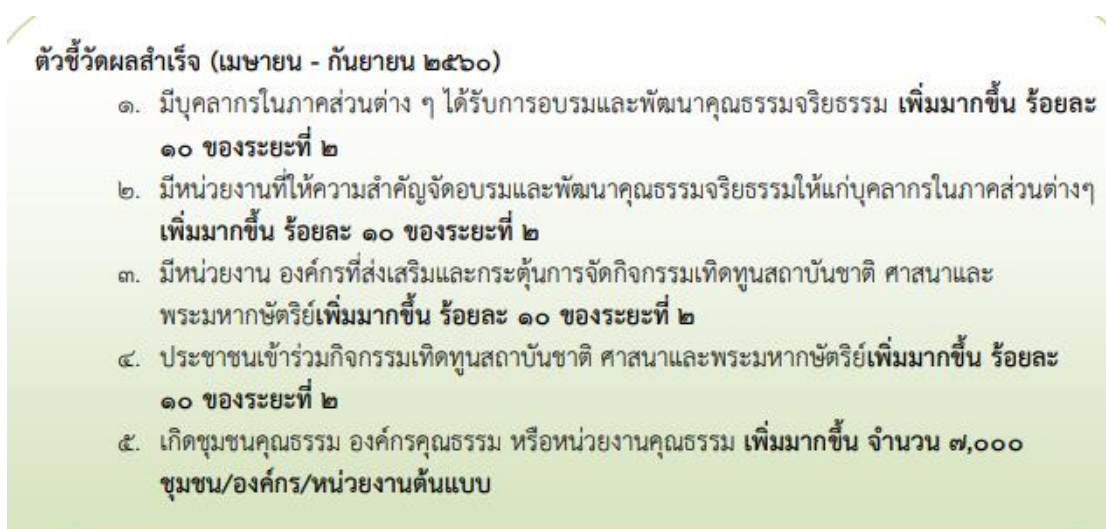 ตัวชี้วัดผลสำเร็จ (เมษายน - กันยายน ๒๕๖๐)
๑. มีบุคลากรในภาคส่วนต่าง ๆ ได้รับการอบรมและพัฒนาคุณธรรมจริยธรรม เพิ่มมากขึ้น ร้อยละ
๑๐ ของระยะที่ ๒
๒. มีหน่วยงานที่ให้ความสำคัญจัดอบรมและพัฒนาคุณธรรมจริยธรรมให้แก่บุคลากรในภาคส่วนต่างๆ
เพิ่มมากขึ้น ร้อยละ ๑๐ ของระยะที่ ๒
๓. มีหน่วยงาน องค์กรที่ส่งเสริมและกระตุ้นการจัดกิจกรรมเทิดทูนสถาบันชาติ ศาสนาและ
พระมหากษัตริย์เพิ่มมากขึ้น ร้อยละ ๑๐ ของระยะที่ ๒
๔. ประชาชนเข้าร่วมกิจกรรมเทิดทูนสถาบันชาติ ศาสนาและพระมหากษัตริย์เพิ่มมากขึ้น ร้อยละ
๑๐ ของระยะที่ ๒
๕. เกิดชุมชนคุณธรรม องค์กรคุณธรรม หรือหน่วยงานคุณธรรม เพิ่มมากขึ้น จำนวน ๗,๐๐๐
ชุมชน/องค์กร/หน่วยงานต้นแบบ